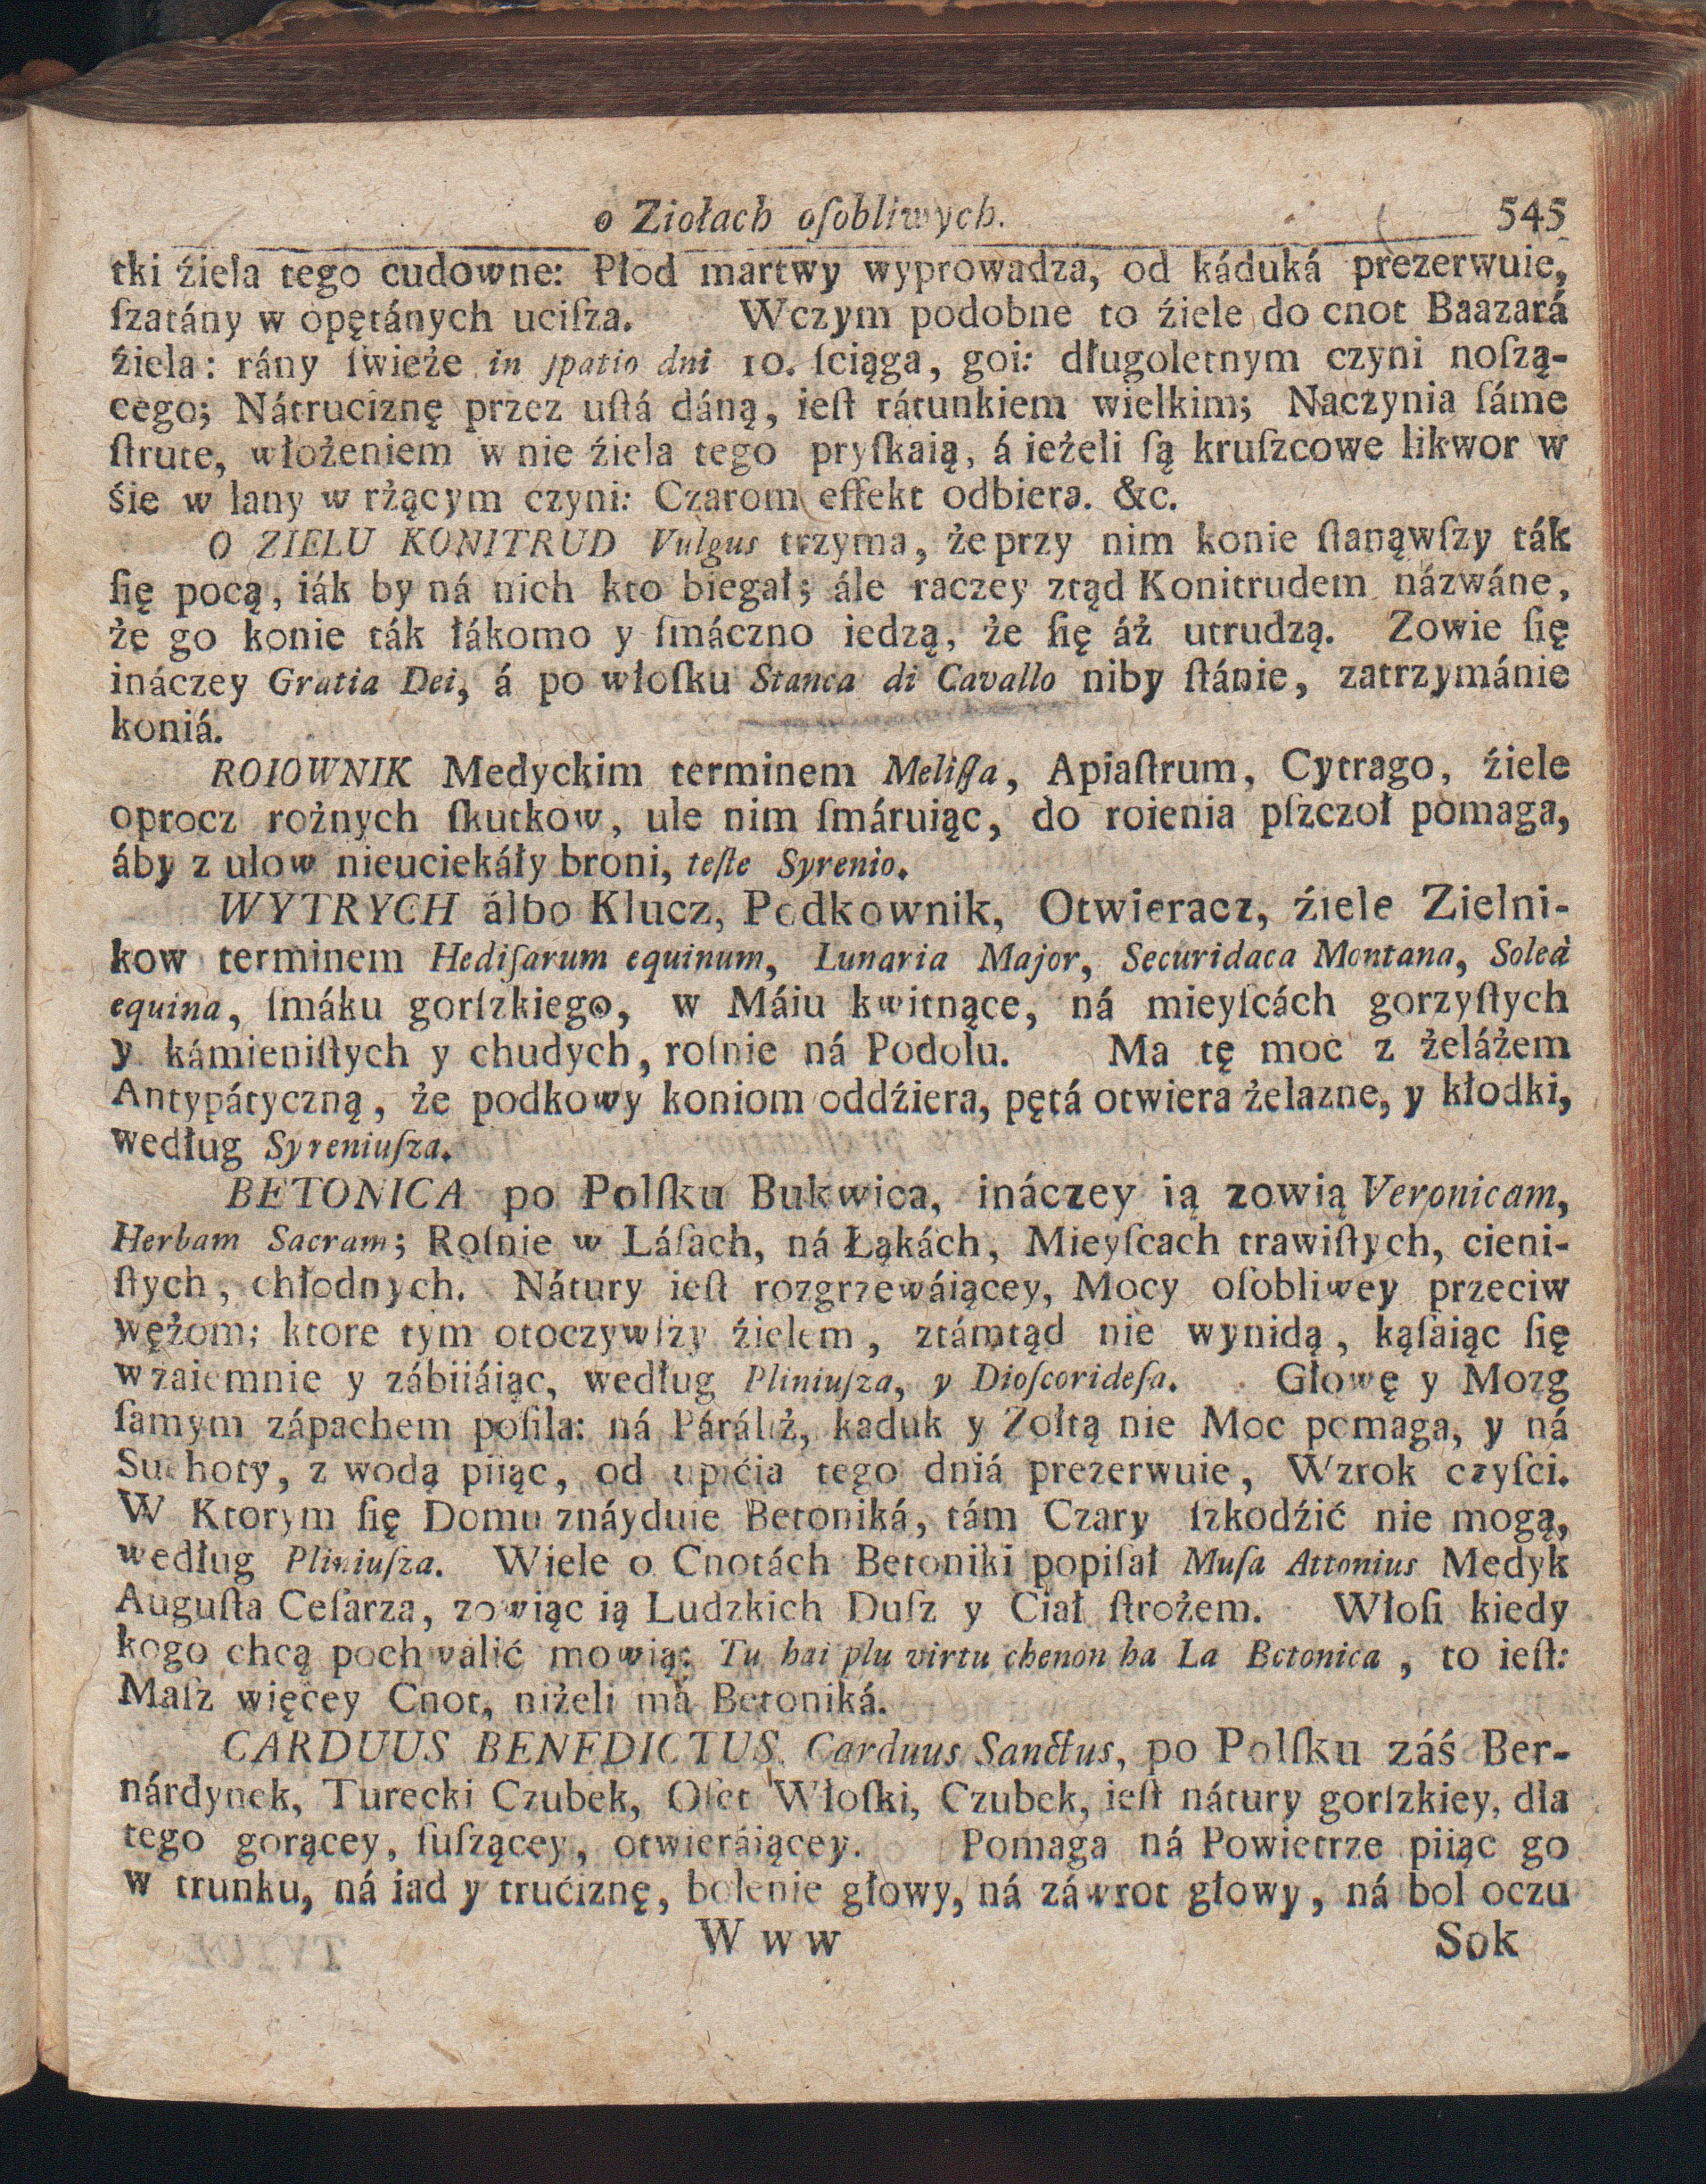 o Ziołach oſobliwych. 545
tki źiela tego cudowne: Płod martwy wyprowadza, od káduká prezerwuie,
ſzatány w opętánych uciſza. Wczym podobne to źiele do cnot Baazará
źiela: rány ſwieże in ſpatio dni 10. ſciąga, goi: długoletnym czyni noſzą-
cego; Nátruciznę przez uſtá dáną, ieſt rátunkiem wielkim; Naczynia ſáme
ſtrute, włożeniem w nie źiela tego pryſkaią, á ieżeli ſą kruſzcowe likwor w
śie w lany w rżącym czyni: Czarom effekt odbiera. &c.
O ZIELU KONITRUD Vulgus trzyma, że przy nim konie ſtanąwſzy ták
ſię pocą, iák by ná nich kto biegał; ále raczey ztąd Konitrudem názwáne,
że go konie ták łákomo y ſmáczno iedzą, że ſię áż utrudzą. Zowie ſię
ináczey Gratia Dei, á po włoſku Stanca di Cavallo niby ſtánie, zatrzymánie
koniá.
ROIOWNIK Medyckim terminem Meliſſa, Apiaſtrum, Cytrago, źiele
oprocz rożnych ſkutkow, ule nim ſmáruiąc, do roienia pſzczoł pomaga,
áby z ulow nieuciekáły broni, teſte Syrenio.
WYTRYCH álbo Klucz, Podkownik, Otwieracz, źiele Zielni-
kow terminem Hediſarum equinum, Lunaria Major, Securidaca Montana, Soleà
equina, ſmáku gorſzkiego, w Máiu kwitnące, ná mieyſcách gorzyſtych
y kámieniſtych y chudych, roſnie ná Podolu. Ma tę moc z żelázem
Antypátyczną, że podkowy koniom oddźiera, pętá otwiera żelazne, y kłodki,
według Syreniuſza.
BETONICA po Polſku Bukwica, ináczey ią zowią Veronicam,
Herbam Sacram; Roſnie w Láſach, ná Łąkách, Mieyſcach trawiſtych, cieni-
ſtych, chłodnych. Nátury ieſt rozgrzewáiącey, Mocy oſobliwey przeciw
wężom; ktore tym otoczywſzy źielem, ztámtąd nie wynidą, kąſaiąc ſię
wzaiemnie y zábiiáiąc, według Pliniuſza, y Dioſcorideſa. Głowę y Mozg
ſamym zápachem poſila: ná Páráliż, kaduk y Zołtą nie Moc pomaga, y ná
Suchoty, z wodą piiąc, od upićia tego dniá prezerwuie, Wzrok czyſci.
W Ktorym ſię Domu znáyduie Betoniká, tám Czary ſzkodźić nie mogą,
według Pliniuſza. Wiele o Cnotách Betoniki popiſał Muſa Attonius Medyk
Auguſta Ceſarza, zowiąc ią Ludzkich Duſz y Ciał ſtrożem. Włoſi kiedy
kogo chcą pochwalić mowią: Tu hai plu virtu chenon ha La Betonica, to ieſt:
Maſz więcey Cnot, niżeli má Betoniká.
CARDUUS BENEDICTUS. Carduus Sanctus, po Polſku záś Ber-
nárdynek, Turecki Czubek, Oſet Włoſki, Czubek, ieſt nátury gorſzkiey, dla
tego gorącey, ſuſzącey, otwieráiącey. Pomaga ná Powietrze piiąc go
w trunku, ná iad y trućiznę, bolenie głowy, ná záwrot głowy, ná bol oczu
W w w Sok